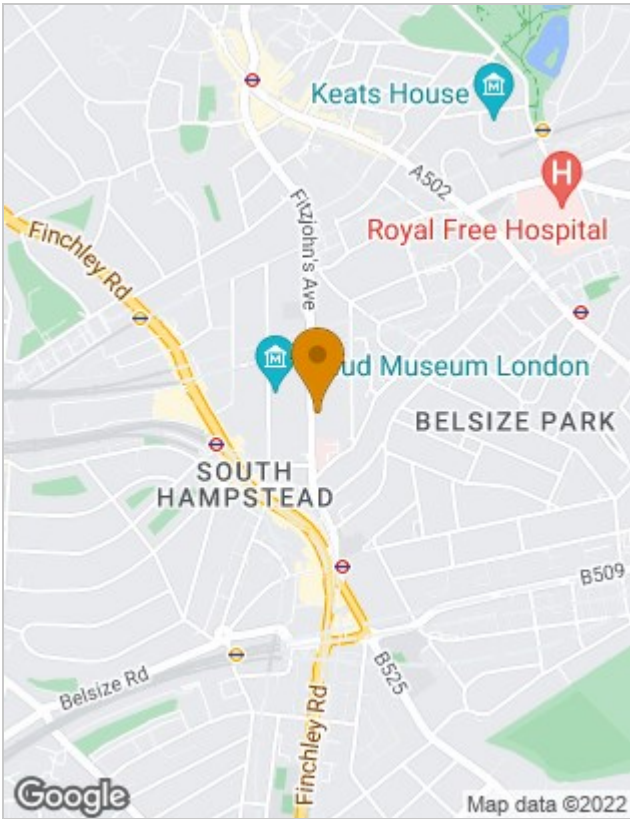 Keats House
A502
Fitzjohn's Ave
Royal Free Hospital
H
Finchley Rd
M
ud Museum London
BELSIZE PARK
SOUTH
HAMPSTEAD
B509
Belsize Rd
B525
Finchley Rd
Google
Map data ©2022